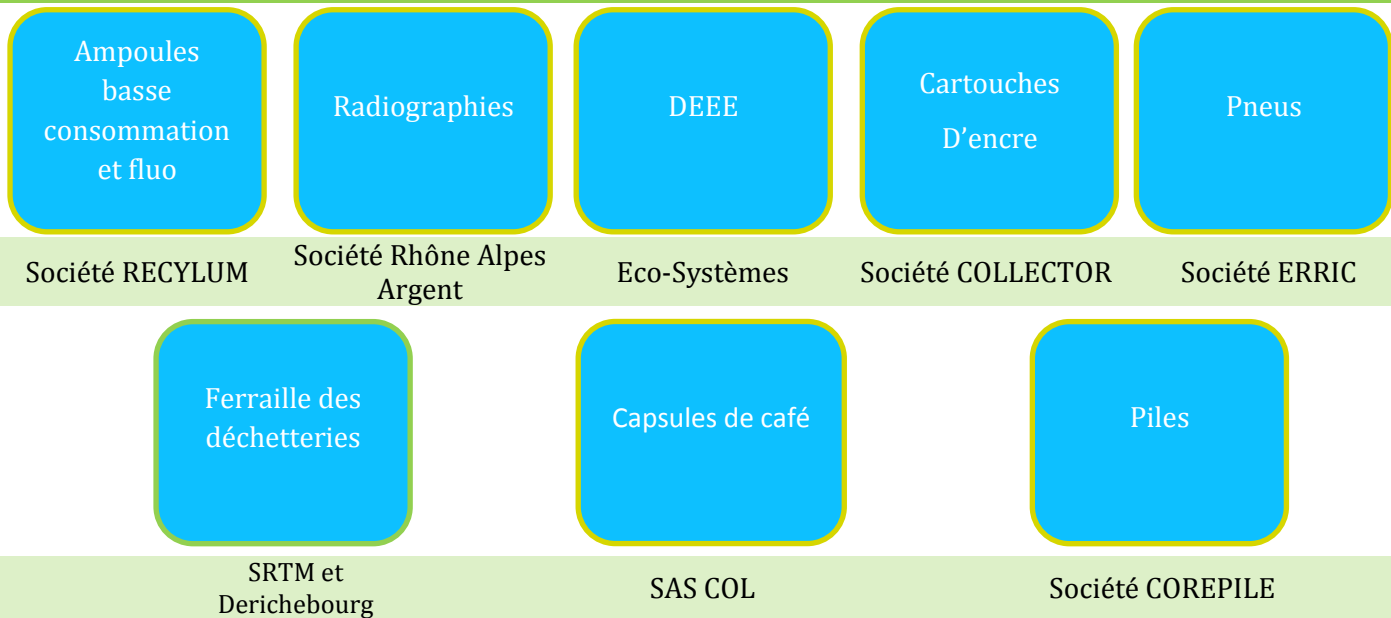 Ampoules
basse
consommation
et fluo
Radiographies
DEEE
Cartouches
D’encre
Pneus
Société RECYLUM
Société Rhône Alpes
Argent
Eco-Systèmes
Société COLLECTOR
Société ERRIC
Ferraille des
déchetteries
Capsules de café
Piles
SRTM et
Derichebourg
SAS COL
Société COREPILE